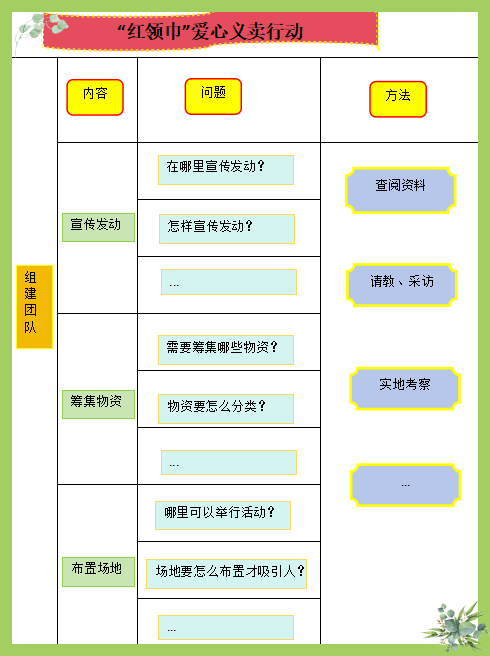 “红领巾”爱心义卖行动
内容
问题
方法
组建团队
宣传发动
在哪里宣传发动？
怎样宣传发动？
...
筹集物资
需要筹集哪些物资？
物资要怎么分类？
...
布置场地
哪里可以举行活动？
场地要怎么布置才吸引人？
...
查阅资料
请教、采访
实地考察
...